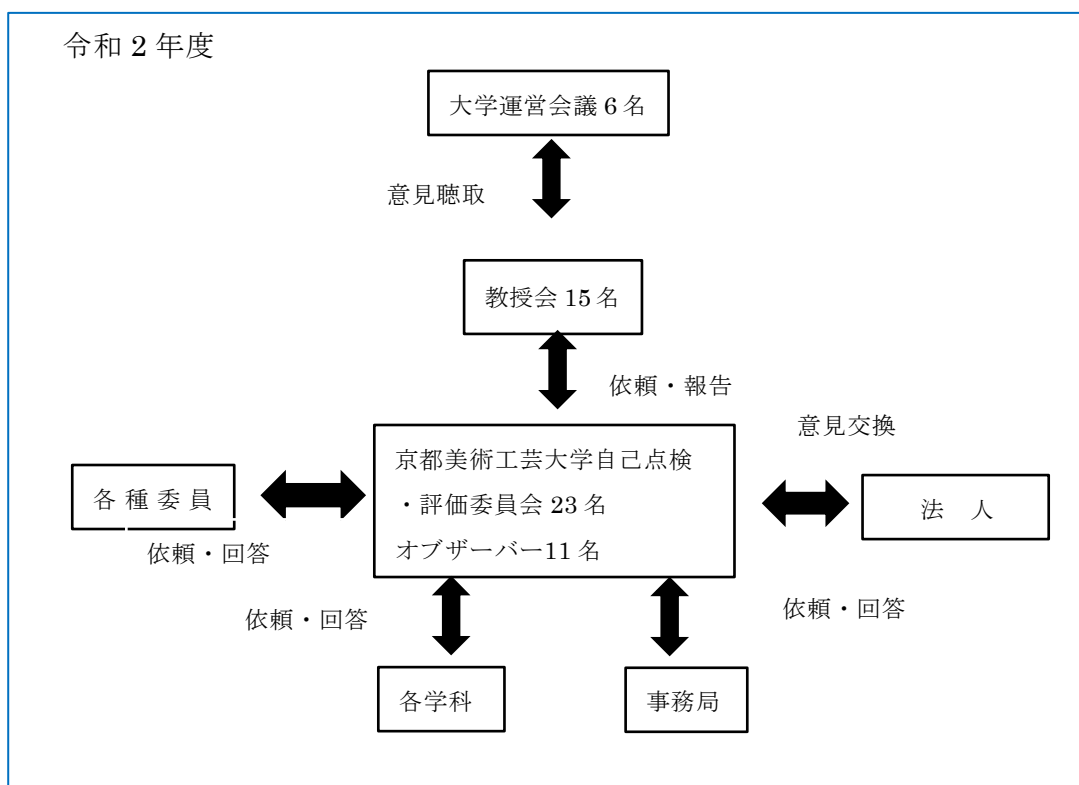 令和 2 年度
大学運営会議 6 名
意見聴取
教授会 15 名
依頼・報告
意見交換
京都美術工芸大学自己点検
・評価委員会 23 名
オブザーバー11 名
各 種 委 員
法　人
依頼・回答
依頼・回答
依頼・回答
各学科
事務局